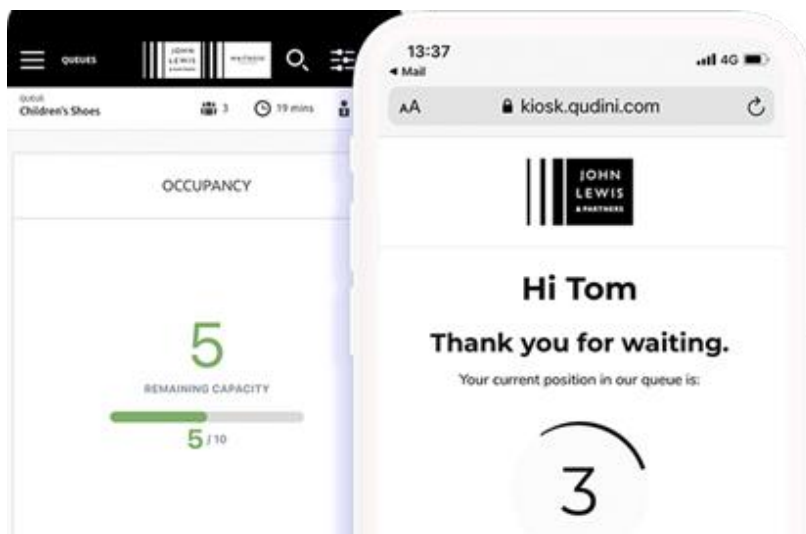 QUEUES
JOHN
LEWIS
& PARTNERS
WAITROSE
QUEUE
Children's Shoes
3
19 mins
OCCUPANCY
5
REMAINING CAPACITY
5 / 10
13:37
4G
◀ Mail
AA
kiosk.qudini.com
JOHN
LEWIS
& PARTNERS
Hi Tom
Thank you for waiting.
Your current position in our queue is:
3